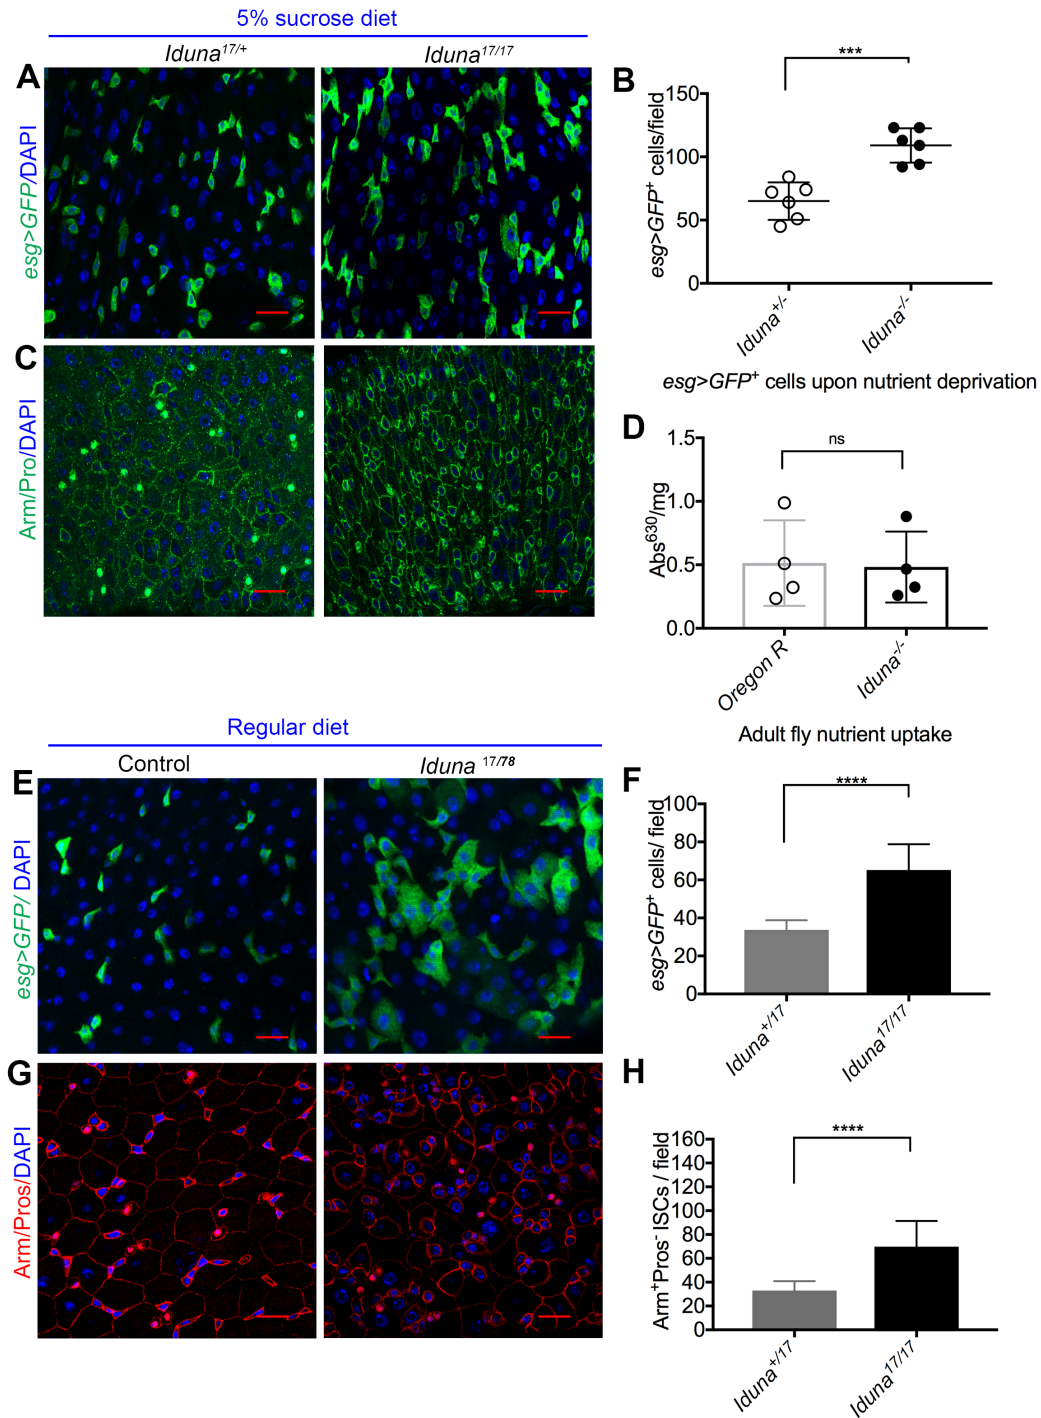 5% sucrose diet
Iduna17/+
Iduna17/17
A
esg>GFP/DAPI
B
***
esg>GFP+ cells/field
150
100
50
0
Iduna+/-
Iduna-/-
esg>GFP+ cells upon nutrient deprivation
C
Arm/Pro/DAPI
D
ns
Abs630/mg
1.5
1.0
0.5
0.0
Oregon R
Iduna-/-
Adult fly nutrient uptake
Regular diet
Control
Iduna 17/78
E
esg>GFP/ DAPI
F
****
esg>GFP+ cells/ field
100
80
60
40
20
0
Iduna+/17
Iduna17/17
G
Arm/Pros/DAPI
H
****
Arm+Pros- ISCs / field
160
140
120
100
80
60
40
20
0
Iduna+/17
Iduna17/17